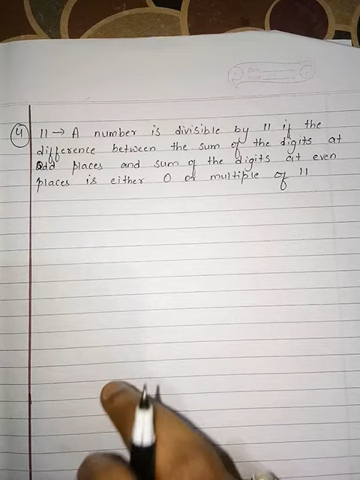 4 11 → A number is divisible by 11 if the
difference between the sum of the digits at
Odd places and sum of the digits at even
places is either 0 or multiple of 11